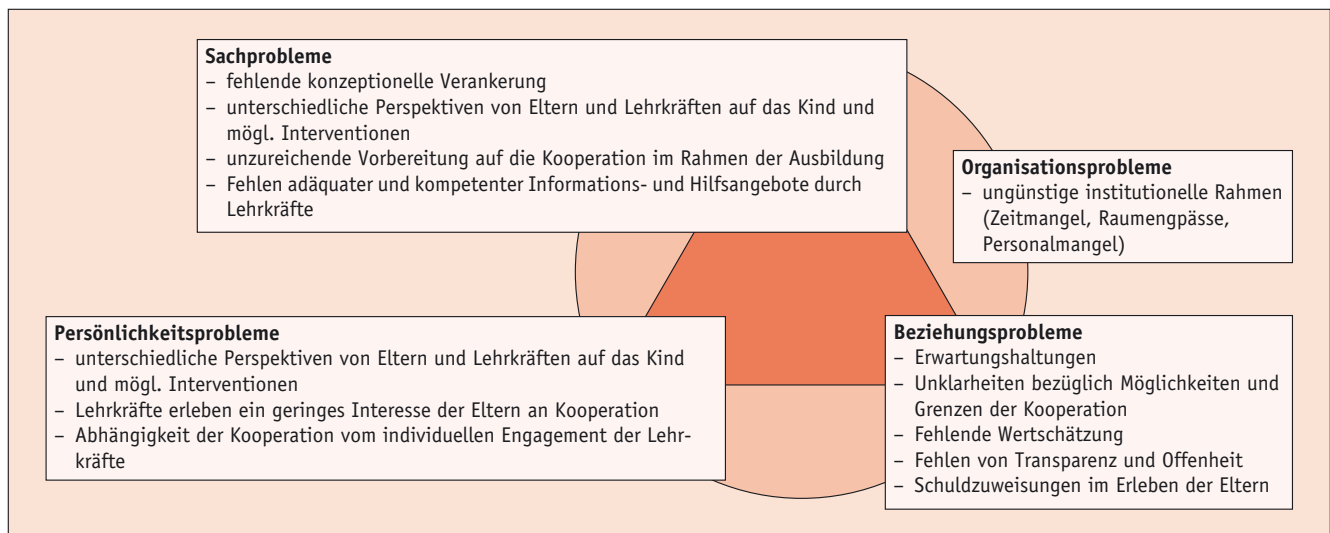 Sachprobleme
– fehlende konzeptionelle Verankerung
– unterschiedliche Perspektiven von Eltern und Lehrkräften auf das Kind und
mögl. Interventionen
– unzureichende Vorbereitung auf die Kooperation im Rahmen der Ausbildung
– Fehlen adäquater und kompetenter Informations- und Hilfsangebote durch
Lehrkräfte
Organisationsprobleme
– ungünstige institutionelle Rahmen
(Zeitmangel, Raumengpässe,
Personalmangel)
Persönlichkeitsprobleme
– unterschiedliche Perspektiven von Eltern und Lehrkräften auf das Kind
und mögl. Interventionen
– Lehrkräfte erleben ein geringes Interesse der Eltern an Kooperation
– Abhängigkeit der Kooperation vom individuellen Engagement der Lehr-
kräfte
Beziehungsprobleme
– Erwartungshaltungen
– Unklarheiten bezüglich Möglichkeiten und
Grenzen der Kooperation
– Fehlende Wertschätzung
– Fehlen von Transparenz und Offenheit
– Schuldzuweisungen im Erleben der Eltern